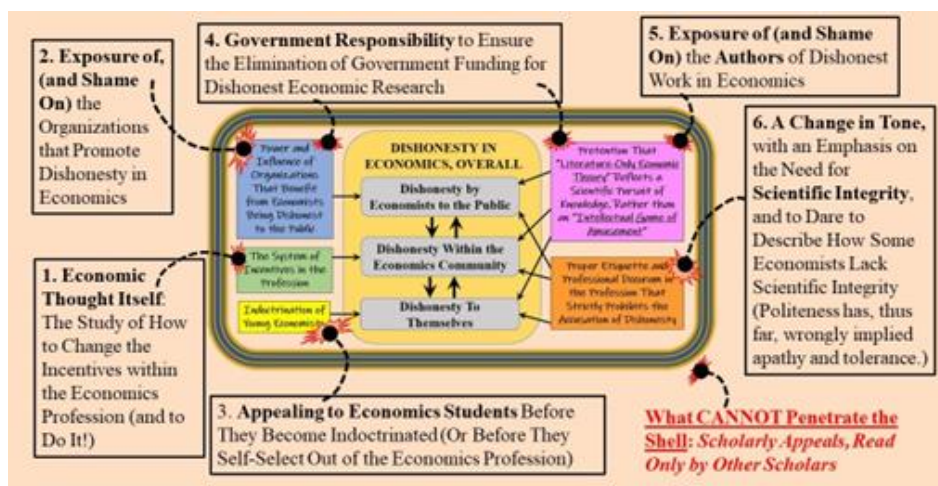 2. Exposure of,
(and Shame
On) the
Organizations
that Promote
Dishonesty in
Economics
4. Government Responsibility to Ensure
the Elimination of Government Funding for
Dishonest Economic Research
5. Exposure of (and Shame
On) the Authors of Dishonest
Work in Economics
6. A Change in Tone,
with an Emphasis on
the Need for
Scientific Integrity,
and to Dare to
Describe How Some
Economists Lack
Scientific Integrity
(Politeness has, thus
far, wrongly implied
apathy and tolerance.)
1. Economic
Thought Itself:
The Study of How
to Change the
Incentives within
the Economics
Profession (and to
Do It!)
Power and
Influence of
Organizations
That Benefit
from Economists
Being Dishonest
to the Public
The System of
Incentives in the
Profession
Indoctrination of
Young Economists
DISHONESTY IN
ECONOMICS, OVERALL
Dishonesty by
Economists to the Public
Dishonesty Within the
Economics Community
Dishonesty To
Themselves
Pretention That
"Literature-Only Economic
Theory" Reflects a
Scientific Pursuit of
Knowledge, Rather than
an "Intellectual Game of
Amusement"
Proper Etiquette and
Professional Decorum in
the Profession That
Strictly Prohibits the
Accusation of Dishonesty
3. Appealing to Economics Students Before
They Become Indoctrinated (Or Before They
Self-Select Out of the Economics Profession)
What CANNOT Penetrate the
Shell: Scholarly Appeals, Read
Only by Other Scholars